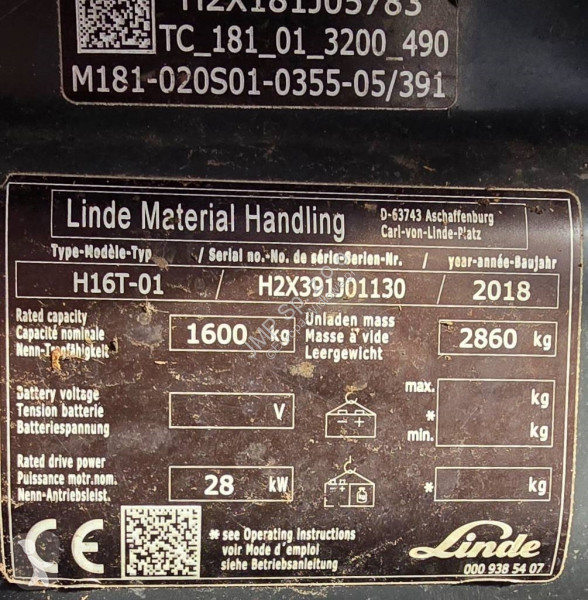 H2X181J05783
TC_181_01_3200_490
M181-020S01-0355-05/391
Linde Material Handling
D-63743 Aschaffenburg
Carl-von-Linde-Platz
Type-Modèle-Typ / Serial no.-No. de série-Serien-Nr. / year-année-Baujahr
H16T-01 / H2X391J01130 / 2018
Rated capacity
Capacité nominale
Nenn-Tragfähigkeit
1600 kg
Unladen mass
Masse à vide
Leergewicht
2860 kg
Battery voltage
Tension batterie
Batteriespannung
V
max. kg
*
min. kg
Rated drive power
Puissance motr.nom.
Nenn-Antriebsleist.
28 kW
* kg
CE
* see Operating Instructions
voir Mode d'emploi
siehe Betriebsanleitung
Linde
000 938 54 07
JMP Sp. z o.o.